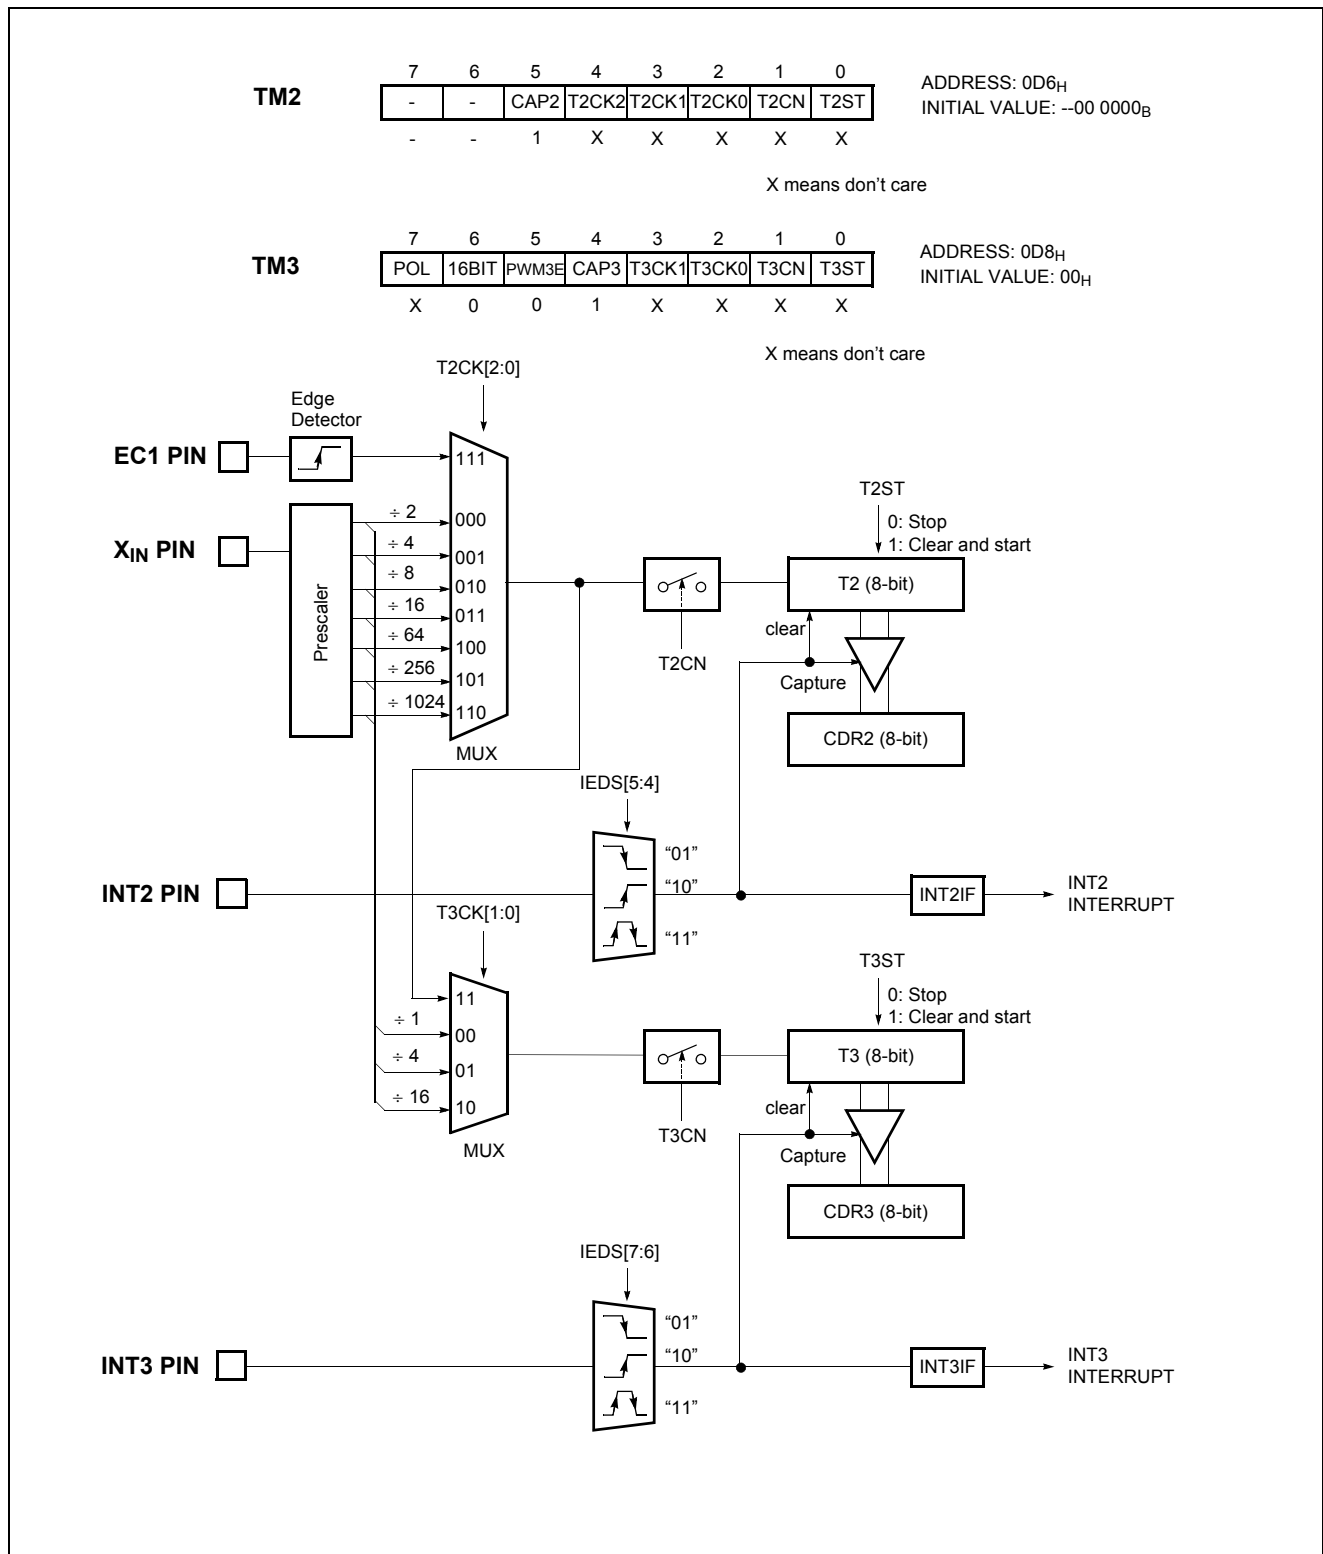 7 6 5 4 3 2 1 0
TM2
- - CAP2 T2CK2 T2CK1 T2CK0 T2CN T2ST
- - 1 X X X X X
ADDRESS: 0D6H
INITIAL VALUE: --00 0000B
X means don't care
7 6 5 4 3 2 1 0
TM3
POL 16BIT PWM3E CAP3 T3CK1 T3CK0 T3CN T3ST
X 0 0 1 X X X X
ADDRESS: 0D8H
INITIAL VALUE: 00H
X means don't care
T2CK[2:0]
Edge
Detector
EC1 PIN
111
XIN PIN
Prescaler
÷ 2
000
÷ 4
001
÷ 8
010
÷ 16
011
÷ 64
100
÷ 256
101
÷ 1024
110
MUX
T2CN
T2ST
0: Stop
1: Clear and start
T2 (8-bit)
clear
Capture
CDR2 (8-bit)
IEDS[5:4]
INT2 PIN
“01”
“10”
“11”
INT2IF
INT2
INTERRUPT
T3CK[1:0]
11
÷ 1
00
÷ 4
01
÷ 16
10
MUX
T3CN
T3ST
0: Stop
1: Clear and start
T3 (8-bit)
clear
Capture
CDR3 (8-bit)
IEDS[7:6]
INT3 PIN
“01”
“10”
“11”
INT3IF
INT3
INTERRUPT